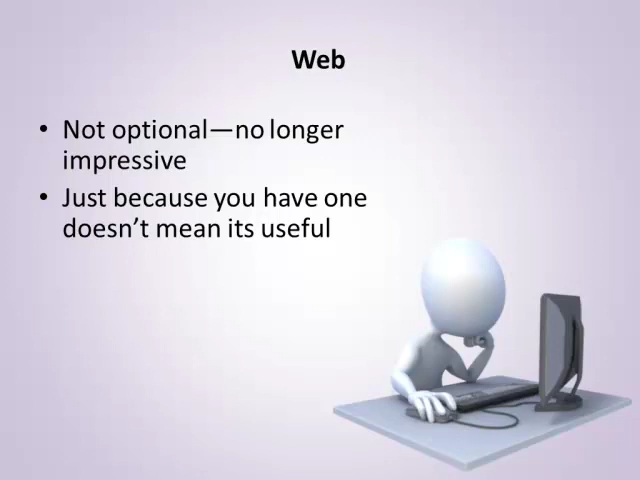 Web
• Not optional—no longer
impressive
• Just because you have one
doesn’t mean its useful